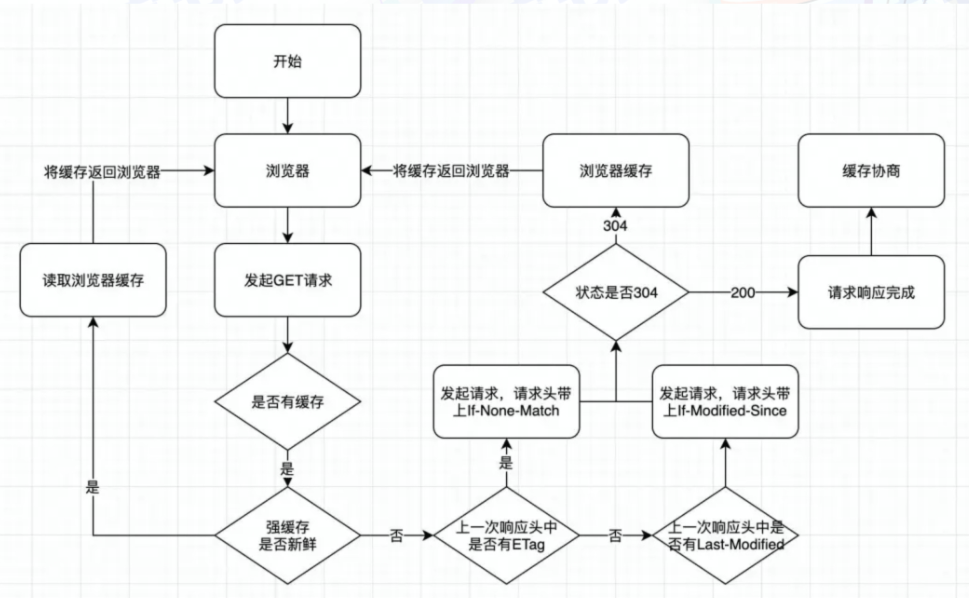 开始
将缓存返回浏览器
浏览器
将缓存返回浏览器
浏览器缓存
缓存协商
304
读取浏览器缓存
发起GET请求
状态是否304
200
请求响应完成
是否有缓存
发起请求，请求头带
上If-None-Match
发起请求，请求头带
上If-Modified-Since
是
是
是
强缓存
是否新鲜
否
上一次响应头中
是否有ETag
否
上一次响应头中是
否有Last-Modified